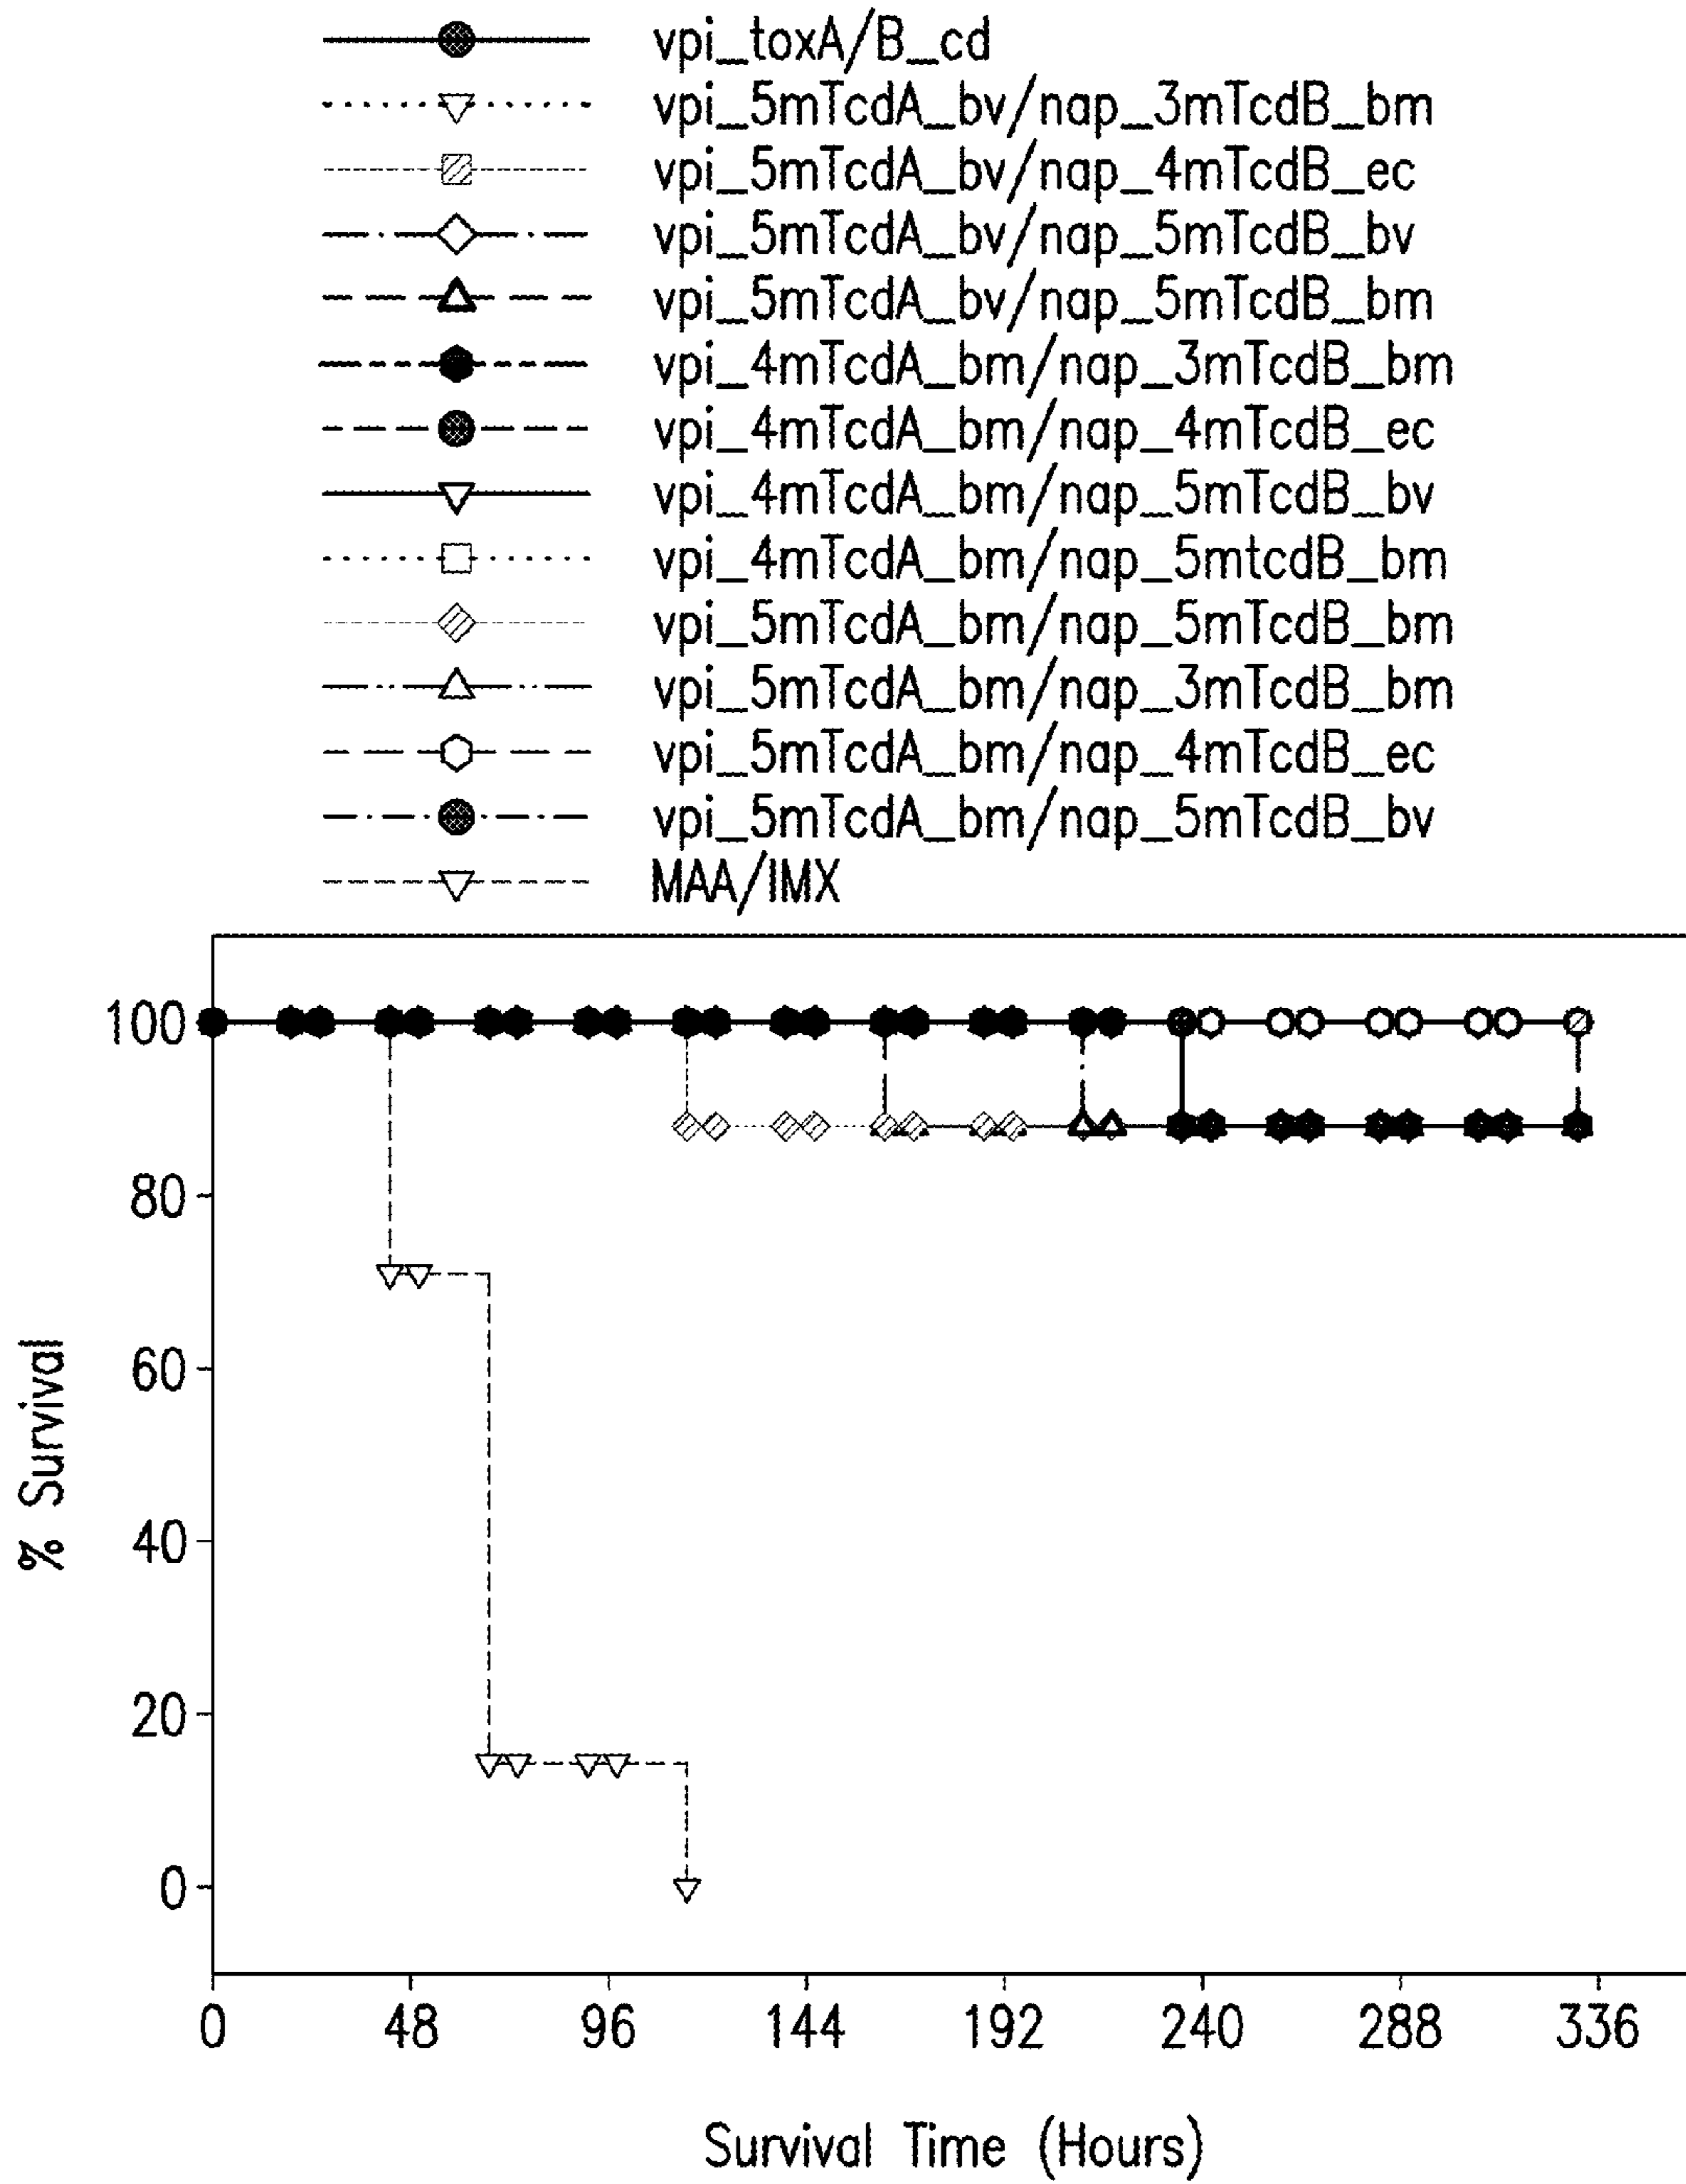 vpi_toxA/B_cd
vpi_5mTcdA_bv/nap_3mTcdB_bm
vpi_5mTcdA_bv/nap_4mTcdB_ec
vpi_5mTcdA_bv/nap_5mTcdB_bv
vpi_5mTcdA_bv/nap_5mTcdB_bm
vpi_4mTcdA_bm/nap_3mTcdB_bm
vpi_4mTcdA_bm/nap_4mTcdB_ec
vpi_4mTcdA_bm/nap_5mTcdB_bv
vpi_4mTcdA_bm/nap_5mtcdB_bm
vpi_5mTcdA_bm/nap_5mTcdB_bm
vpi_5mTcdA_bm/nap_3mTcdB_bm
vpi_5mTcdA_bm/nap_4mTcdB_ec
vpi_5mTcdA_bm/nap_5mTcdB_bv
MAA/IMX
% Survival
100
80
60
40
20
0
0 48 96 144 192 240 288 336
Survival Time (Hours)